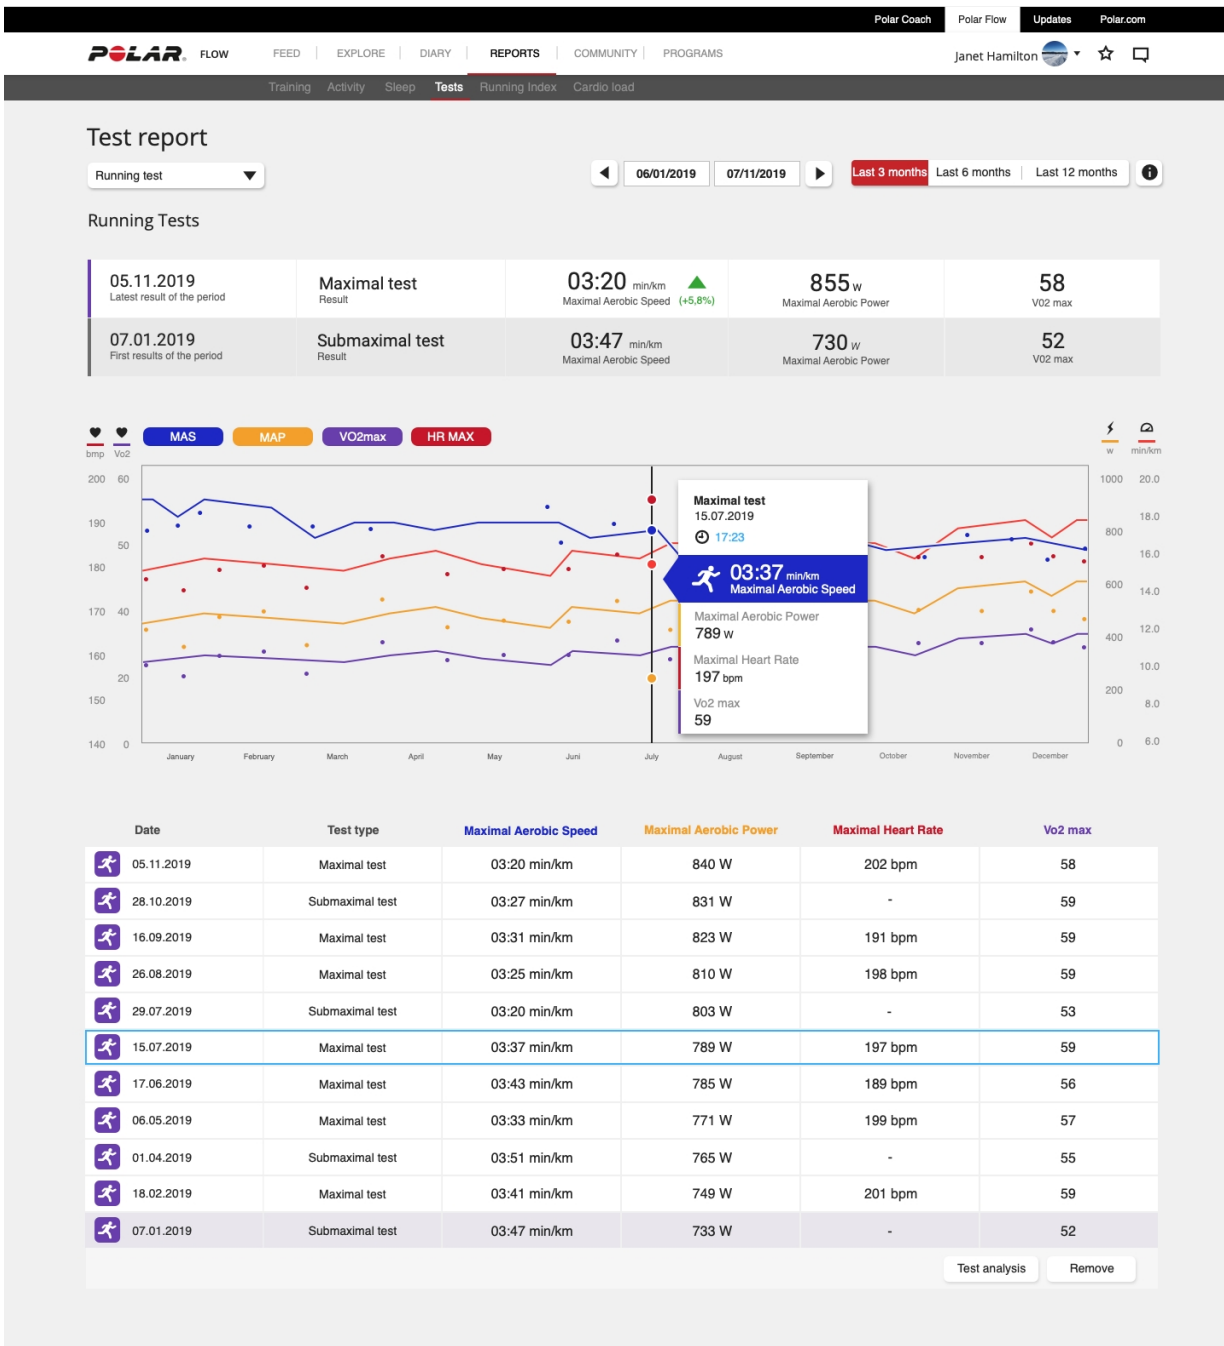 Polar Coach Polar Flow Updates Polar.com
POLAR. FLOW FEED EXPLORE DIARY REPORTS COMMUNITY PROGRAMS Janet Hamilton
Training Activity Sleep Tests Running Index Cardio load
Test report
Running test 06/01/2019 07/11/2019 Last 3 months Last 6 months Last 12 months i
Running Tests
05.11.2019 Maximal test 03:20 min/km 855 w 58
Latest result of the period Result Maximal Aerobic Speed (+5,8%) Maximal Aerobic Power V02 max
07.01.2019 Submaximal test 03:47 min/km 730 w 52
First results of the period Result Maximal Aerobic Speed Maximal Aerobic Power V02 max
MAS MAP VO2max HR MAX
bmp Vo2 w min/km
200 60 1000 20.0
190 18.0
50 800
180 16.0
600
170 40 14.0
400 12.0
160 10.0
20 200
150 8.0
140 0 0 6.0
Maximal test
15.07.2019
17:23
03:37 min/km
Maximal Aerobic Speed
Maximal Aerobic Power
789 W
Maximal Heart Rate
197 bpm
Vo2 max
59
January February March April May Juni July August September October November December
Date Test type Maximal Aerobic Speed Maximal Aerobic Power Maximal Heart Rate Vo2 max
05.11.2019 Maximal test 03:20 min/km 840 W 202 bpm 58
28.10.2019 Submaximal test 03:27 min/km 831 W - 59
16.09.2019 Maximal test 03:31 min/km 823 W 191 bpm 59
26.08.2019 Maximal test 03:25 min/km 810 W 198 bpm 59
29.07.2019 Submaximal test 03:20 min/km 803 W - 53
15.07.2019 Maximal test 03:37 min/km 789 W 197 bpm 59
17.06.2019 Maximal test 03:43 min/km 785 W 189 bpm 56
06.05.2019 Maximal test 03:33 min/km 771 W 199 bpm 57
01.04.2019 Submaximal test 03:51 min/km 765 W - 55
18.02.2019 Maximal test 03:41 min/km 749 W 201 bpm 59
07.01.2019 Submaximal test 03:47 min/km 733 W - 52
Test analysis Remove